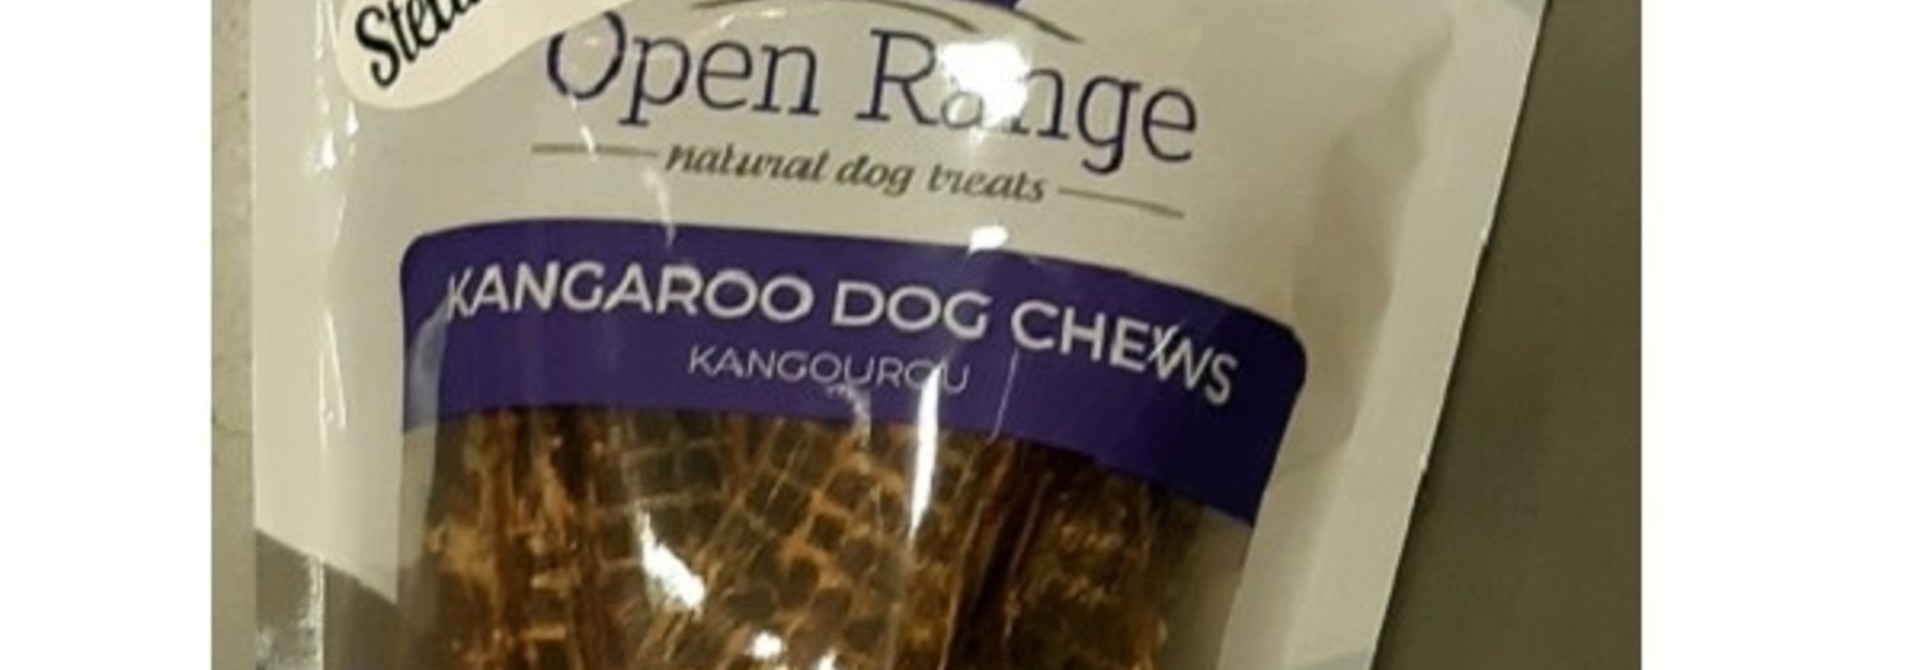 Open Range
natural dog treats
KANGAROO DOG CHEWS
KANGOUROU